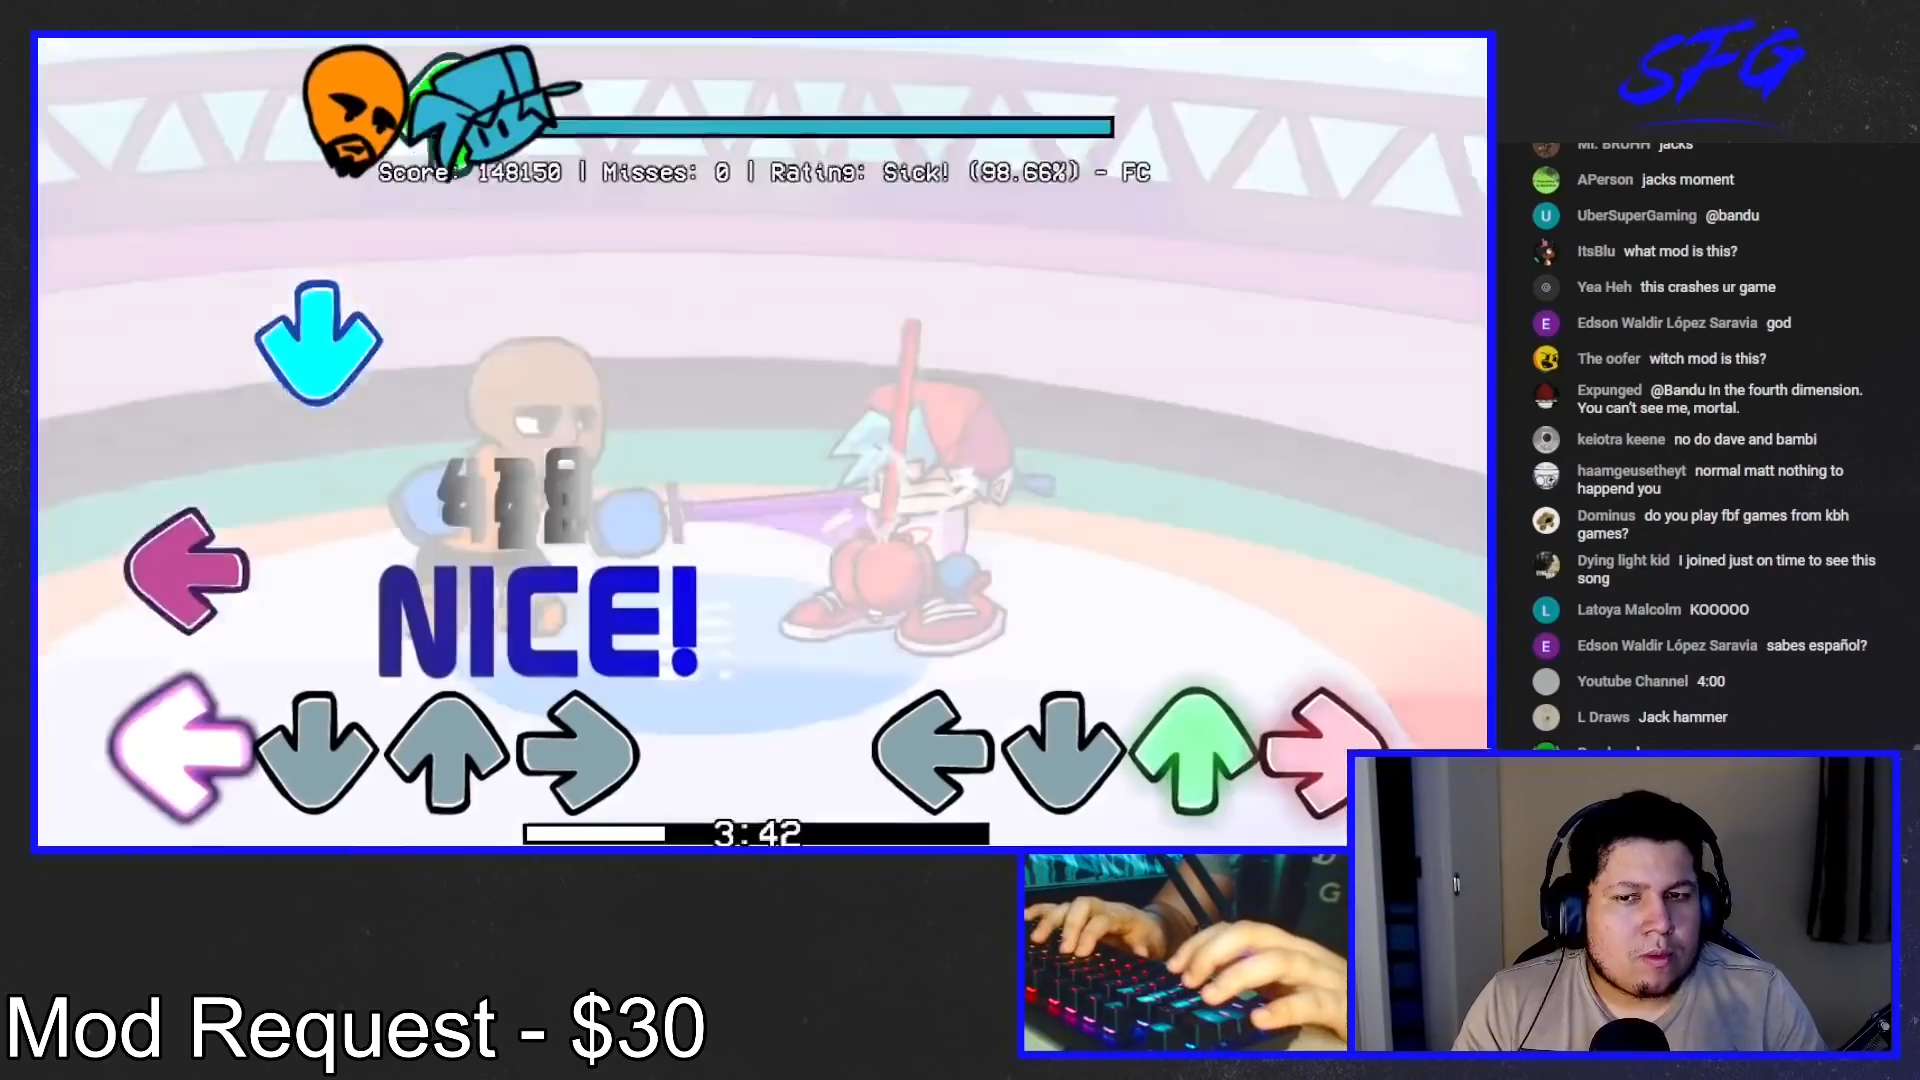 SFG
Score: 148150 | Misses: 0 | Rating: Sick! (98.66%) - FC
NICE!
3:42
Mr. BRUHH jacks
APerson jacks moment
U UberSuperGaming @bandu
ItsBlu what mod is this?
Yea Heh this crashes ur game
E Edson Waldir López Saravia god
The oofer witch mod is this?
Expunged @Bandu In the fourth dimension.
You can't see me, mortal.
keiotra keene no do dave and bambi
haamgeusetheyt normal matt nothing to
happend you
Dominus do you play fbf games from kbh
games?
Dying light kid I joined just on time to see this
song
L Latoya Malcolm KOOOOO
E Edson Waldir López Saravia sabes español?
Youtube Channel 4:00
L Draws Jack hammer
G
Mod Request - $30